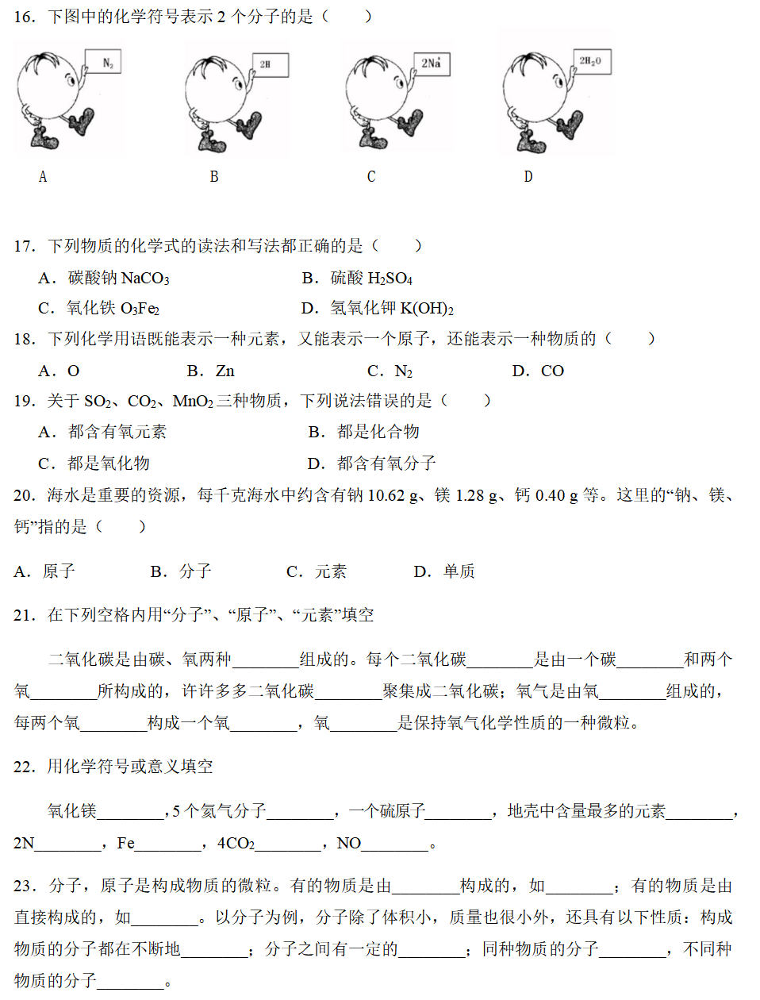 16．下图中的化学符号表示 2 个分子的是（　　）
N₂　2H　2Na⁺　2H₂O
A　B　C　D
17．下列物质的化学式的读法和写法都正确的是（　　）
A．碳酸钠 NaCO₃　B．硫酸 H₂SO₄
C．氧化铁 O₃Fe₂　D．氢氧化钾 K(OH)₂
18．下列化学用语既能表示一种元素，又能表示一个原子，还能表示一种物质的（　　）
A．O　B．Zn　C．N₂　D．CO
19．关于 SO₂、CO₂、MnO₂ 三种物质，下列说法错误的是（　　）
A．都含有氧元素　B．都是化合物
C．都是氧化物　D．都含有氧分子
20．海水是重要的资源，每千克海水中约含有钠 10.62 g、镁 1.28 g、钙 0.40 g 等。这里的“钠、镁、
钙”指的是（　　）
A．原子　B．分子　C．元素　D．单质
21．在下列空格内用“分子”、“原子”、“元素”填空
二氧化碳是由碳、氧两种________组成的。每个二氧化碳________是由一个碳________和两个
氧________所构成的，许许多多二氧化碳________聚集成二氧化碳；氧气是由氧________组成的，
每两个氧________构成一个氧________，氧________是保持氧气化学性质的一种微粒。
22．用化学符号或意义填空
氧化镁________，5 个氦气分子________，一个硫原子________，地壳中含量最多的元素________，
2N________，Fe________，4CO₂________，NO________。
23．分子，原子是构成物质的微粒。有的物质是由________构成的，如________；有的物质是由
直接构成的，如________。以分子为例，分子除了体积小，质量也很小外，还具有以下性质：构成
物质的分子都在不断地________；分子之间有一定的________；同种物质的分子________，不同种
物质的分子________。